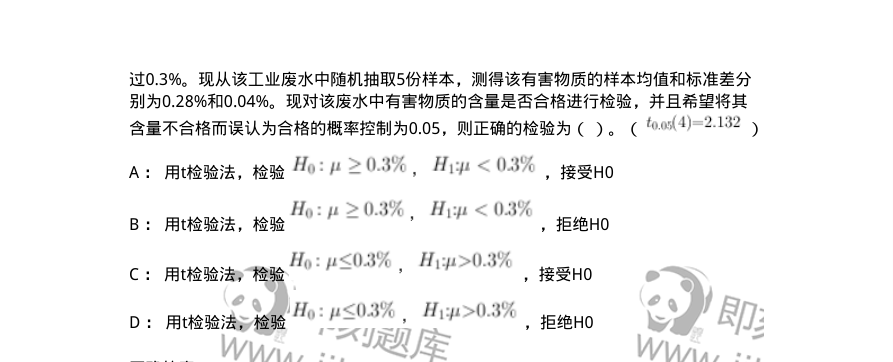 过0.3%。现从该工业废水中随机抽取5份样本，测得该有害物质的样本均值和标准差分
别为0.28%和0.04%。现对该废水中有害物质的含量是否合格进行检验，并且希望将其
含量不合格而误认为合格的概率控制为0.05，则正确的检验为（ ）。（ t0.05(4)=2.132 ）
A： 用t检验法，检验 H0 : μ ≥ 0.3% ， H1:μ < 0.3% ，接受H0
B： 用t检验法，检验 H0 : μ ≥ 0.3% ， H1:μ < 0.3% ，拒绝H0
C： 用t检验法，检验 H0 : μ≤0.3% ， H1:μ>0.3% ，接受H0
D： 用t检验法，检验 H0 : μ≤0.3% ， H1:μ>0.3% ，拒绝H0
刻题库
即刻